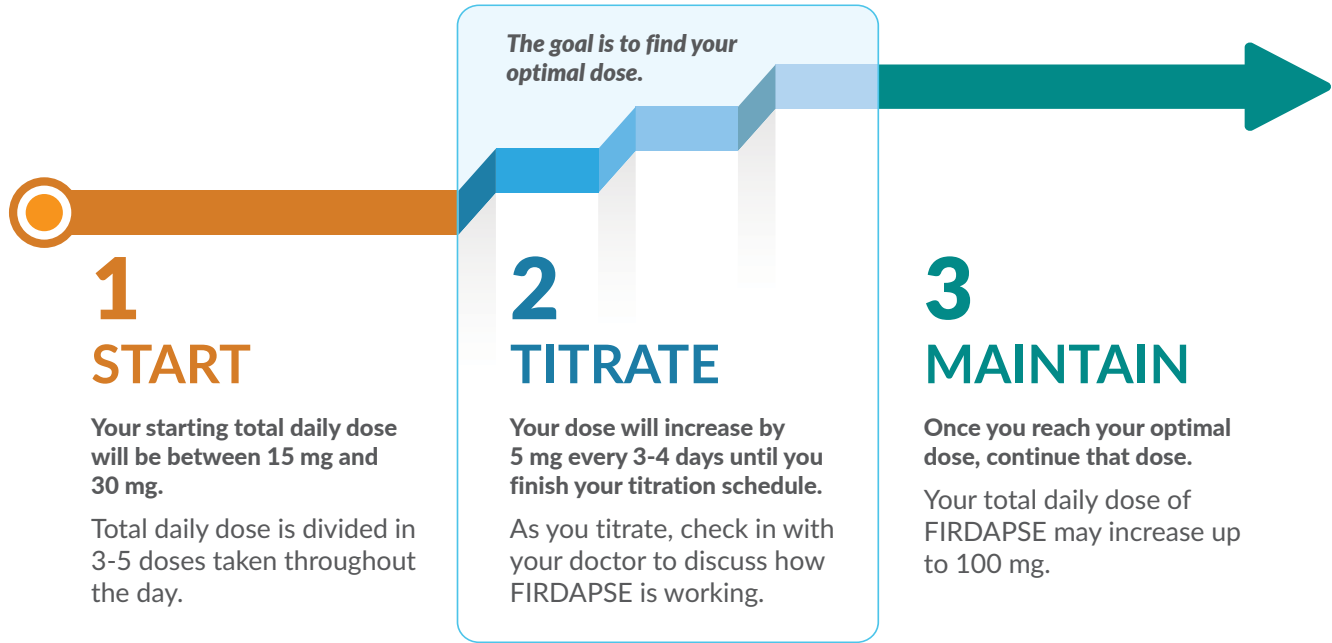 The goal is to find your
optimal dose.
1
START
Your starting total daily dose
will be between 15 mg and
30 mg.
Total daily dose is divided in
3-5 doses taken throughout
the day.
2
TITRATE
Your dose will increase by
5 mg every 3-4 days until you
finish your titration schedule.
As you titrate, check in with
your doctor to discuss how
FIRDAPSE is working.
3
MAINTAIN
Once you reach your optimal
dose, continue that dose.
Your total daily dose of
FIRDAPSE may increase up
to 100 mg.